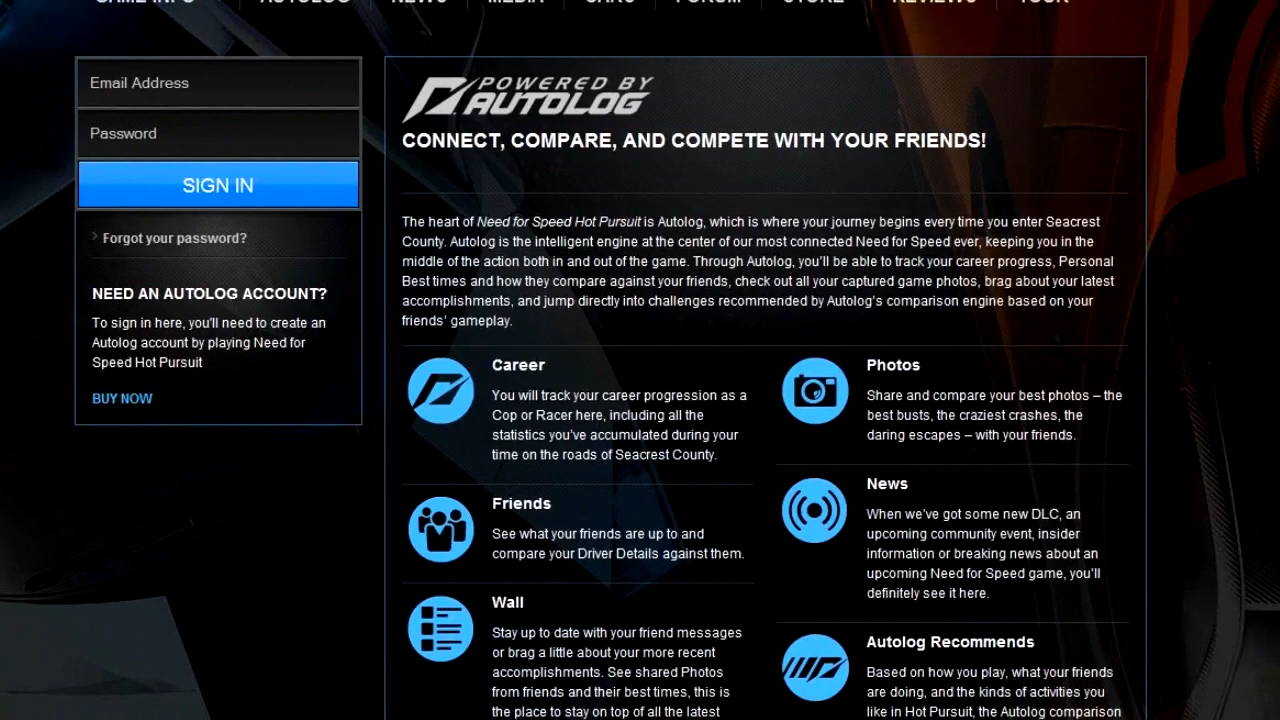 GAME INFO AUTOLOG NEWS MEDIA CARS FORUM STORE REVIEWS TOUR
Email Address
Password
SIGN IN
Forgot your password?
NEED AN AUTOLOG ACCOUNT?
To sign in here, you'll need to create an
Autolog account by playing Need for
Speed Hot Pursuit
BUY NOW
POWERED BY
AUTOLOG
CONNECT, COMPARE, AND COMPETE WITH YOUR FRIENDS!
The heart of Need for Speed Hot Pursuit is Autolog, which is where your journey begins every time you enter Seacrest
County. Autolog is the intelligent engine at the center of our most connected Need for Speed ever, keeping you in the
middle of the action both in and out of the game. Through Autolog, you'll be able to track your career progress, Personal
Best times and how they compare against your friends, check out all your captured game photos, brag about your latest
accomplishments, and jump directly into challenges recommended by Autolog's comparison engine based on your
friends' gameplay.
Career
You will track your career progression as a
Cop or Racer here, including all the
statistics you've accumulated during your
time on the roads of Seacrest County.
Friends
See what your friends are up to and
compare your Driver Details against them.
Wall
Stay up to date with your friend messages
or brag a little about your more recent
accomplishments. See shared Photos
from friends and their best times, this is
the place to stay on top of all the latest
Photos
Share and compare your best photos – the
best busts, the craziest crashes, the
daring escapes – with your friends.
News
When we've got some new DLC, an
upcoming community event, insider
information or breaking news about an
upcoming Need for Speed game, you'll
definitely see it here.
Autolog Recommends
Based on how you play, what your friends
are doing, and the kinds of activities you
like in Hot Pursuit, the Autolog comparison